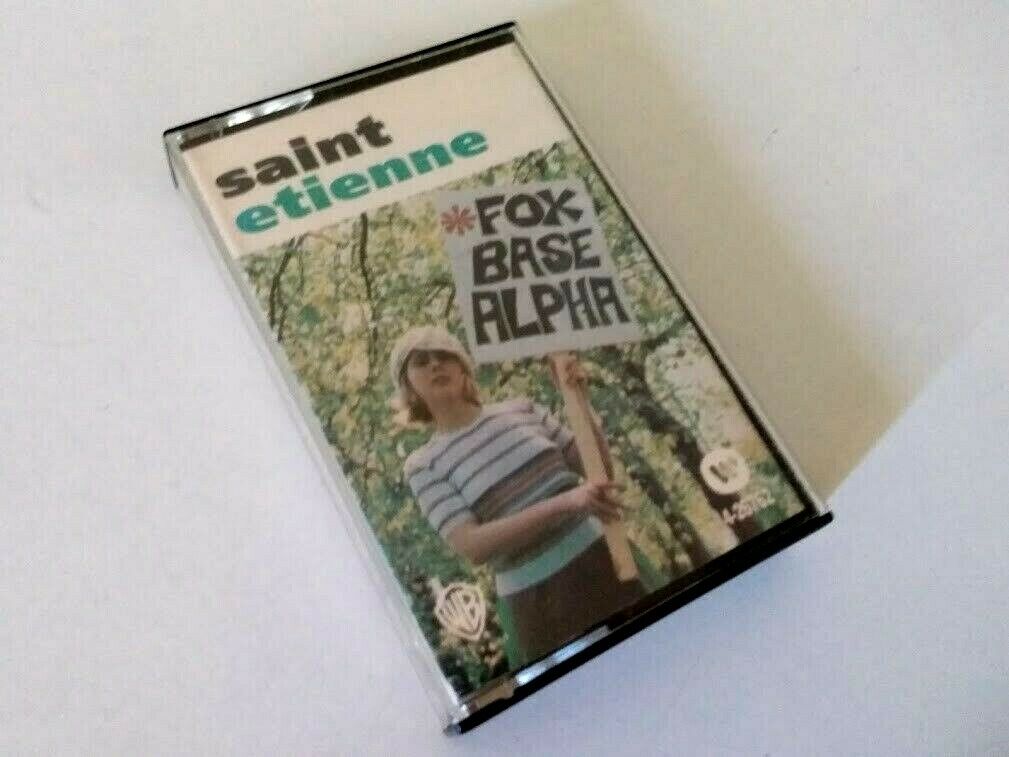 saint
etienne
*FOX
BASE
ALPHA
W
WB